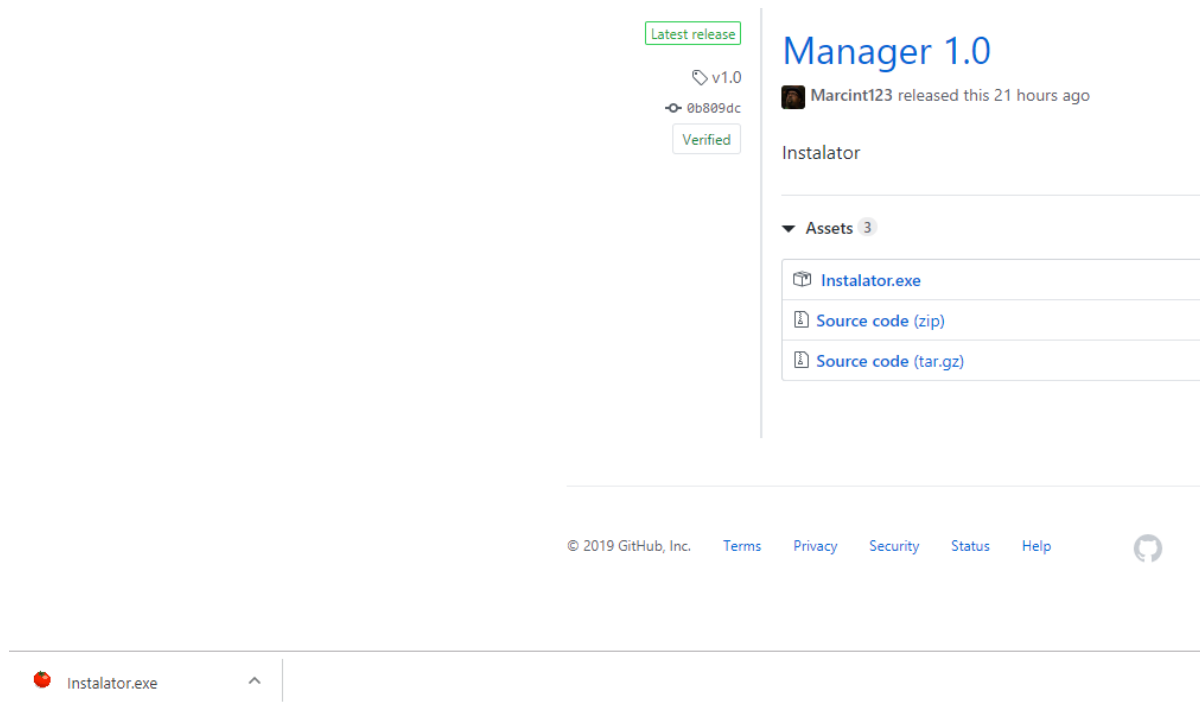 Latest release
v1.0
0b809dc
Verified
Manager 1.0
Marcint123 released this 21 hours ago
Instalator
Assets 3
Instalator.exe
Source code (zip)
Source code (tar.gz)
© 2019 GitHub, Inc. Terms Privacy Security Status Help
Instalator.exe